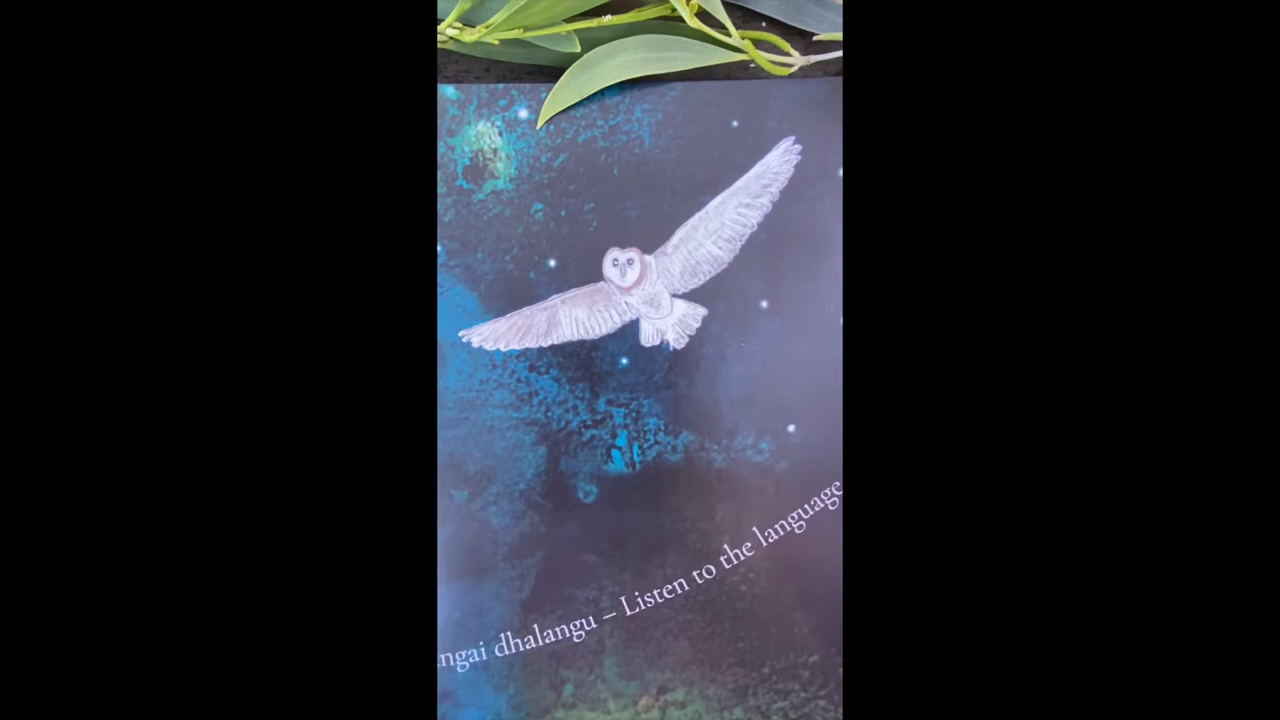 ngai dhalangu – Listen to the language